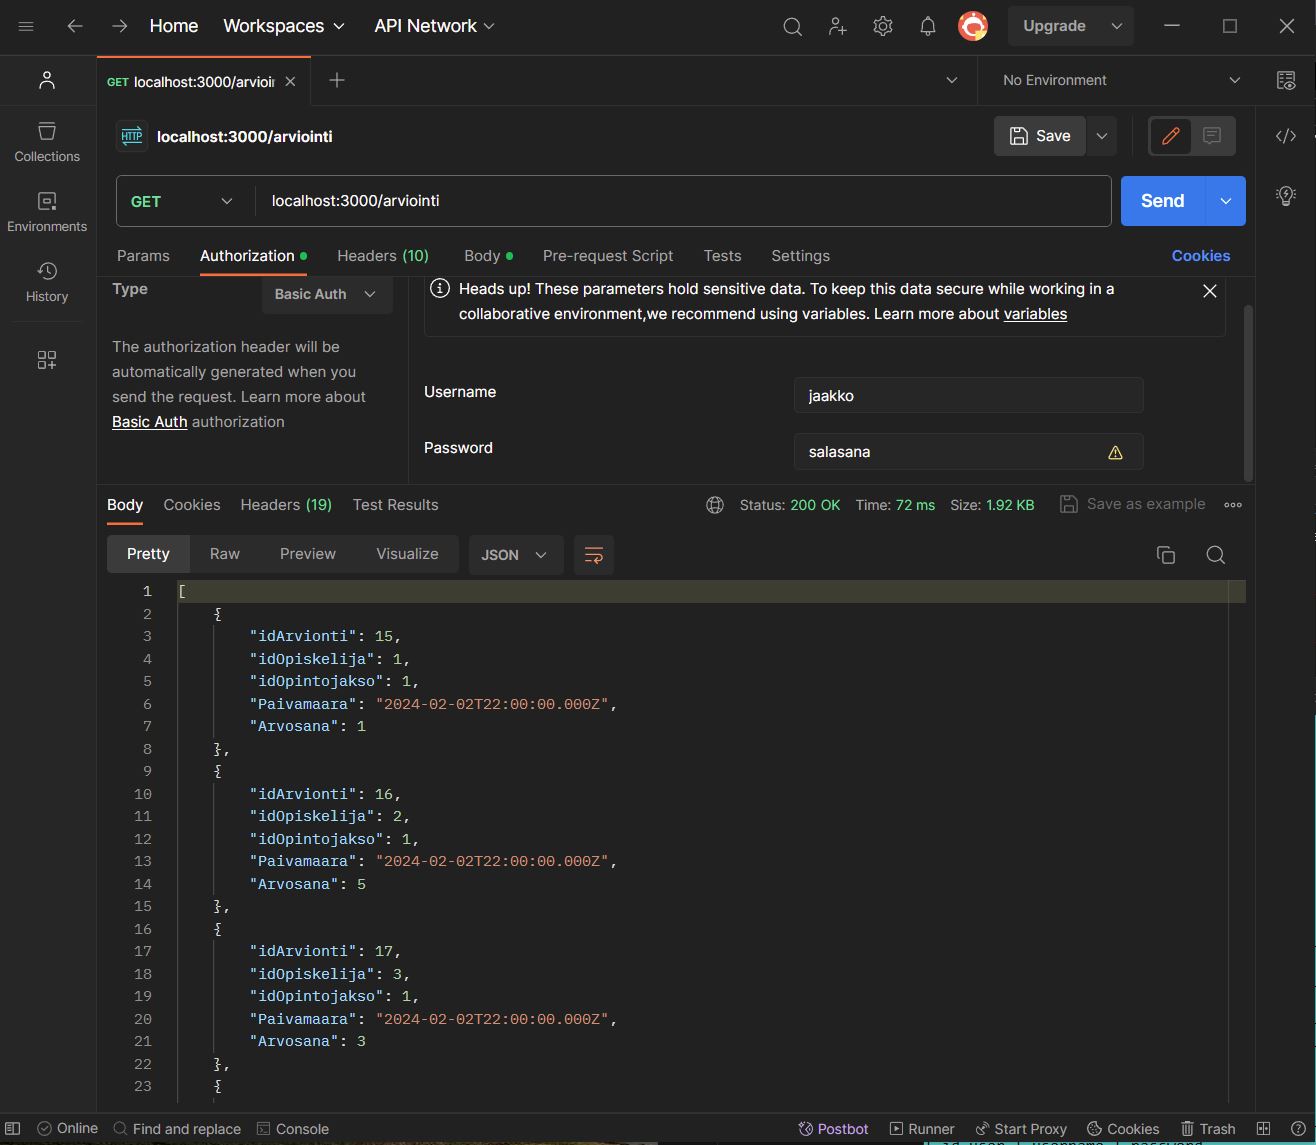 Home Workspaces API Network Upgrade
GET localhost:3000/arvioin No Environment
HTTP localhost:3000/arviointi Save
Collections
GET localhost:3000/arviointi Send
Environments
Params Authorization Headers (10) Body Pre-request Script Tests Settings Cookies
History
Type Basic Auth
Heads up! These parameters hold sensitive data. To keep this data secure while working in a
collaborative environment,we recommend using variables. Learn more about variables
The authorization header will be
automatically generated when you
send the request. Learn more about
Basic Auth authorization
Username jaakko
Password salasana
Body Cookies Headers (19) Test Results Status: 200 OK Time: 72 ms Size: 1.92 KB Save as example
Pretty Raw Preview Visualize JSON
1 [
2 {
3 "idArvionti": 15,
4 "idOpiskelija": 1,
5 "idOpintojakso": 1,
6 "Paivamaara": "2024-02-02T22:00:00.000Z",
7 "Arvosana": 1
8 },
9 {
10 "idArvionti": 16,
11 "idOpiskelija": 2,
12 "idOpintojakso": 1,
13 "Paivamaara": "2024-02-02T22:00:00.000Z",
14 "Arvosana": 5
15 },
16 {
17 "idArvionti": 17,
18 "idOpiskelija": 3,
19 "idOpintojakso": 1,
20 "Paivamaara": "2024-02-02T22:00:00.000Z",
21 "Arvosana": 3
22 },
23 {
Online Find and replace Console Postbot Runner Start Proxy Cookies Trash